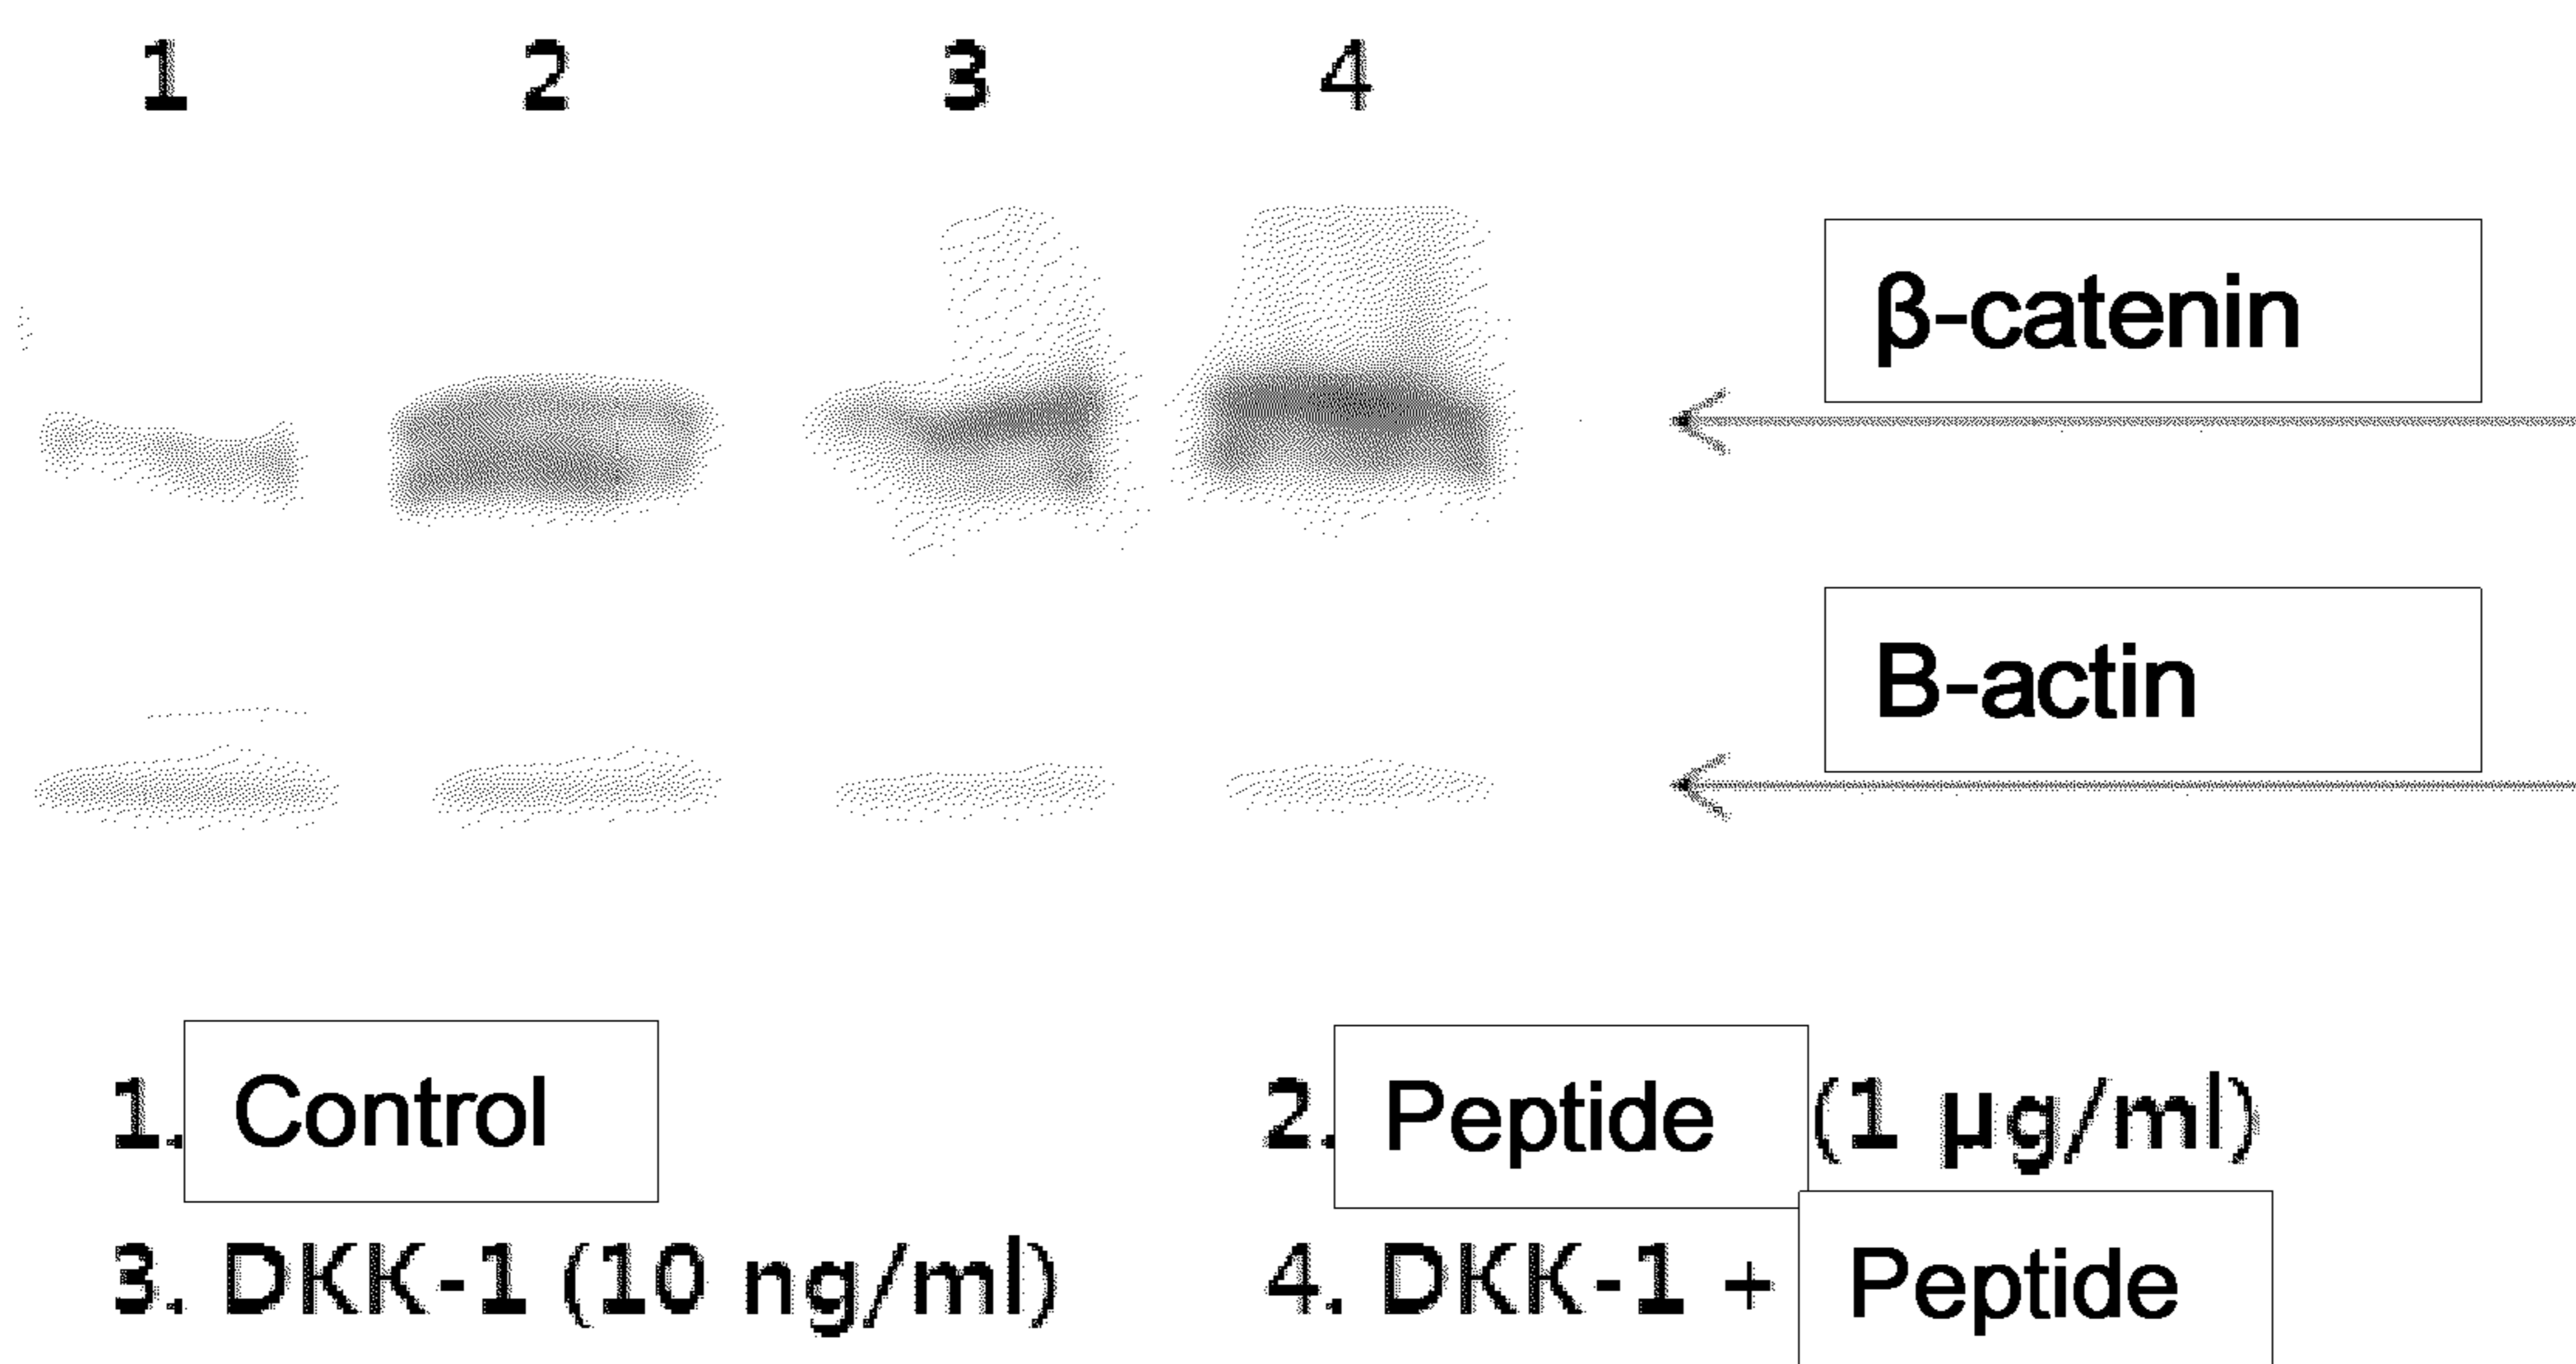 1 2 3 4
β-catenin
B-actin
1. Control 2. Peptide (1 μg/ml)
3. DKK-1 (10 ng/ml) 4. DKK-1 + Peptide